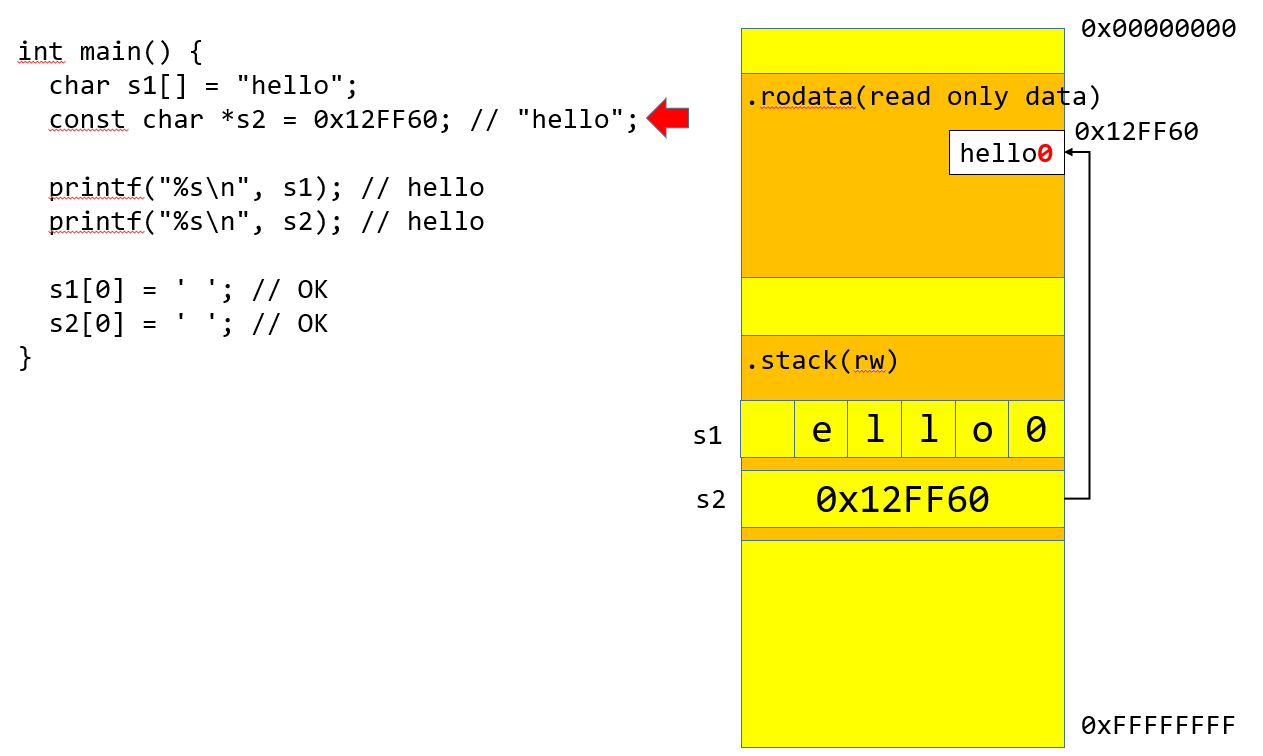 int main() {
char s1[] = "hello";
const char *s2 = 0x12FF60; // "hello";
printf("%s\n", s1); // hello
printf("%s\n", s2); // hello
s1[0] = ' '; // OK
s2[0] = ' '; // OK
}
0x00000000
.rodata(read only data)
0x12FF60
hello0
.stack(rw)
s1
e l l o 0
s2
0x12FF60
0xFFFFFFFF